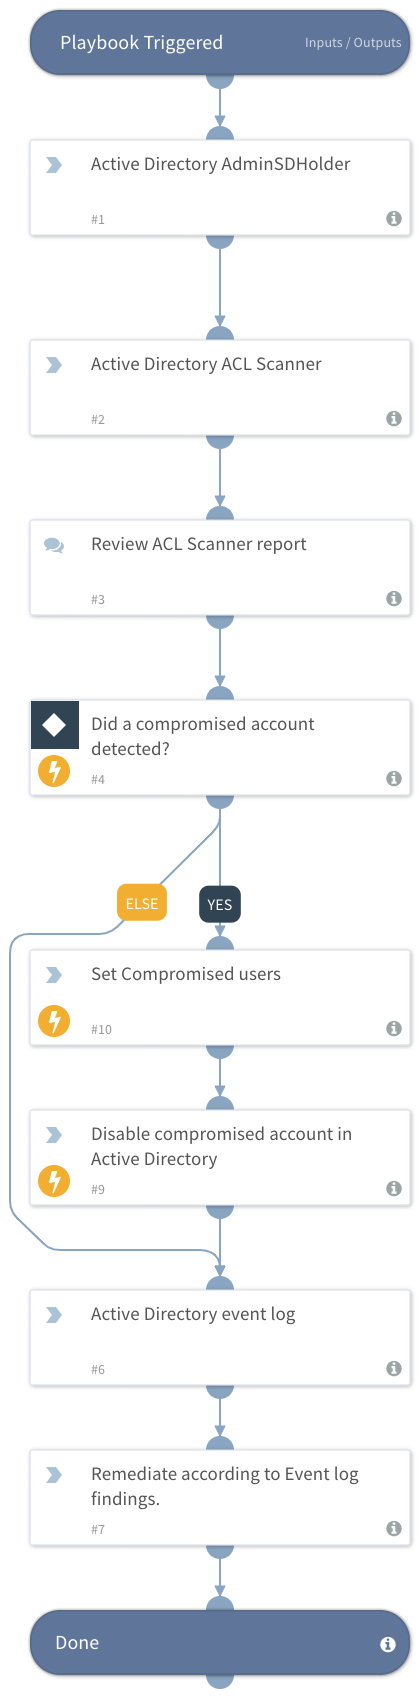 Playbook Triggered Inputs / Outputs
Active Directory AdminSDHolder
#1
Active Directory ACL Scanner
#2
Review ACL Scanner report
#3
Did a compromised account
detected?
#4
ELSE YES
Set Compromised users
#10
Disable compromised account in
Active Directory
#9
Active Directory event log
#6
Remediate according to Event log
findings.
#7
Done